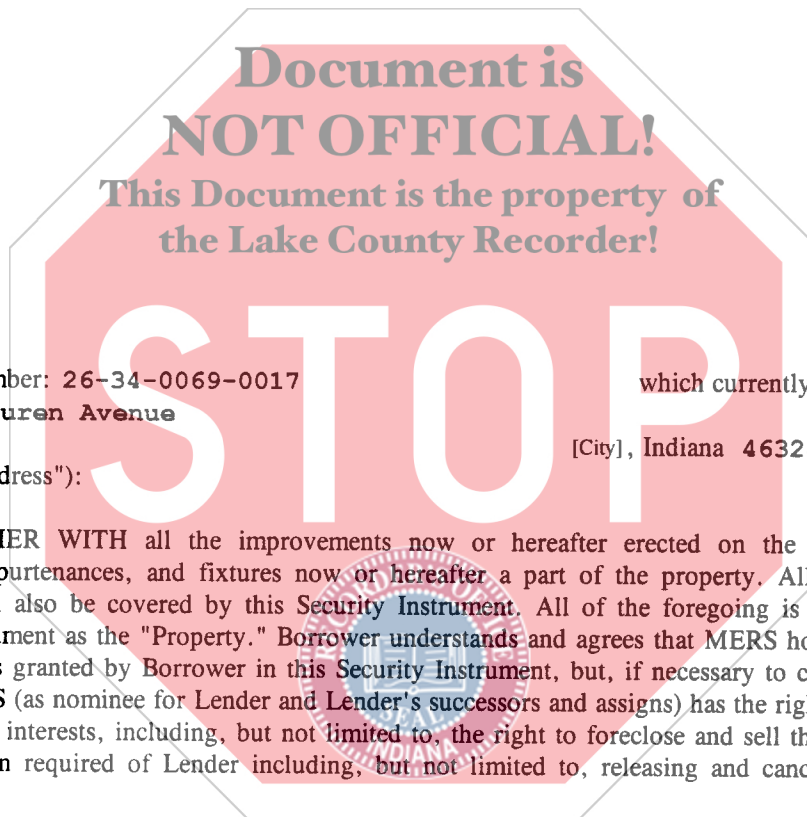 Document is
NOT OFFICIAL!
This Document is the property of
the Lake County Recorder!
STOP
nber: 26-34-0069-0017 which currently
uren Avenue
[City], Indiana 4632
dress"):
IER WITH all the improvements now or hereafter erected on the
purtenances, and fixtures now or hereafter a part of the property. All
also be covered by this Security Instrument. All of the foregoing is
ment as the "Property." Borrower understands and agrees that MERS ho
s granted by Borrower in this Security Instrument, but, if necessary to c
S (as nominee for Lender and Lender's successors and assigns) has the righ
interests, including, but not limited to, the right to foreclose and sell th
n required of Lender including, but not limited to, releasing and canc
SEAL
INDIANA